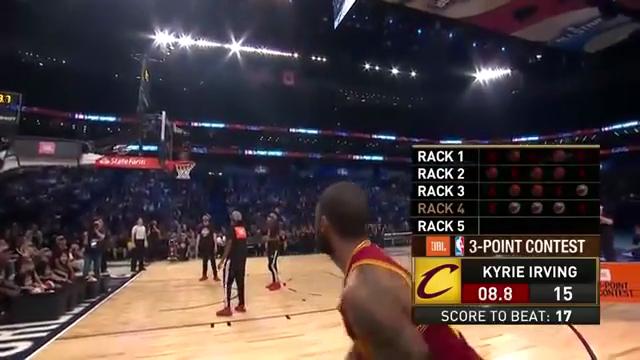 RACK 1
RACK 2
RACK 3
RACK 4
RACK 5
JBL 3-POINT CONTEST
C KYRIE IRVING
08.8 15
SCORE TO BEAT: 17
State Farm
JBL